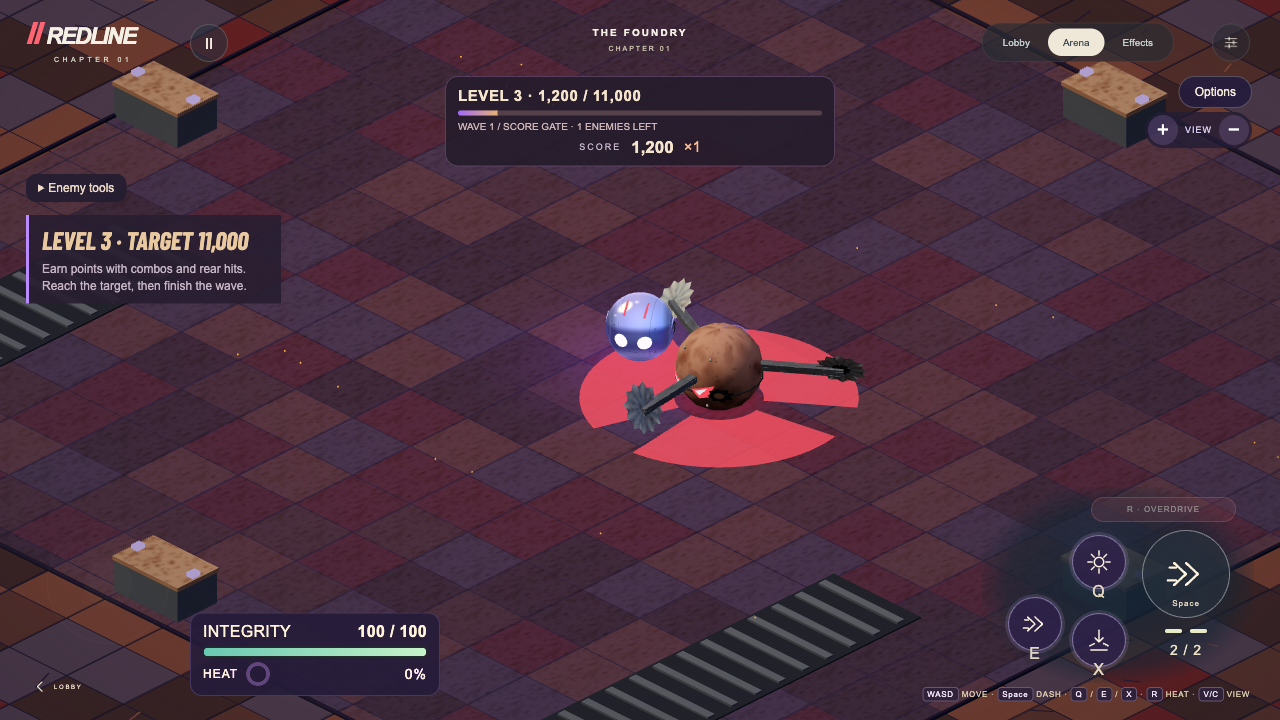 REDLINE
CHAPTER 01
THE FOUNDRY
CHAPTER 01
Lobby Arena Effects
Options
VIEW
LEVEL 3 · 1,200 / 11,000
WAVE 1 / SCORE GATE · 1 ENEMIES LEFT
SCORE 1,200 ×1
Enemy tools
LEVEL 3 · TARGET 11,000
Earn points with combos and rear hits.
Reach the target, then finish the wave.
R · OVERDRIVE
Q
Space
E
X
2 / 2
INTEGRITY 100 / 100
HEAT 0%
LOBBY
WASD MOVE · Space DASH · Q / E / X · R HEAT · V/C VIEW